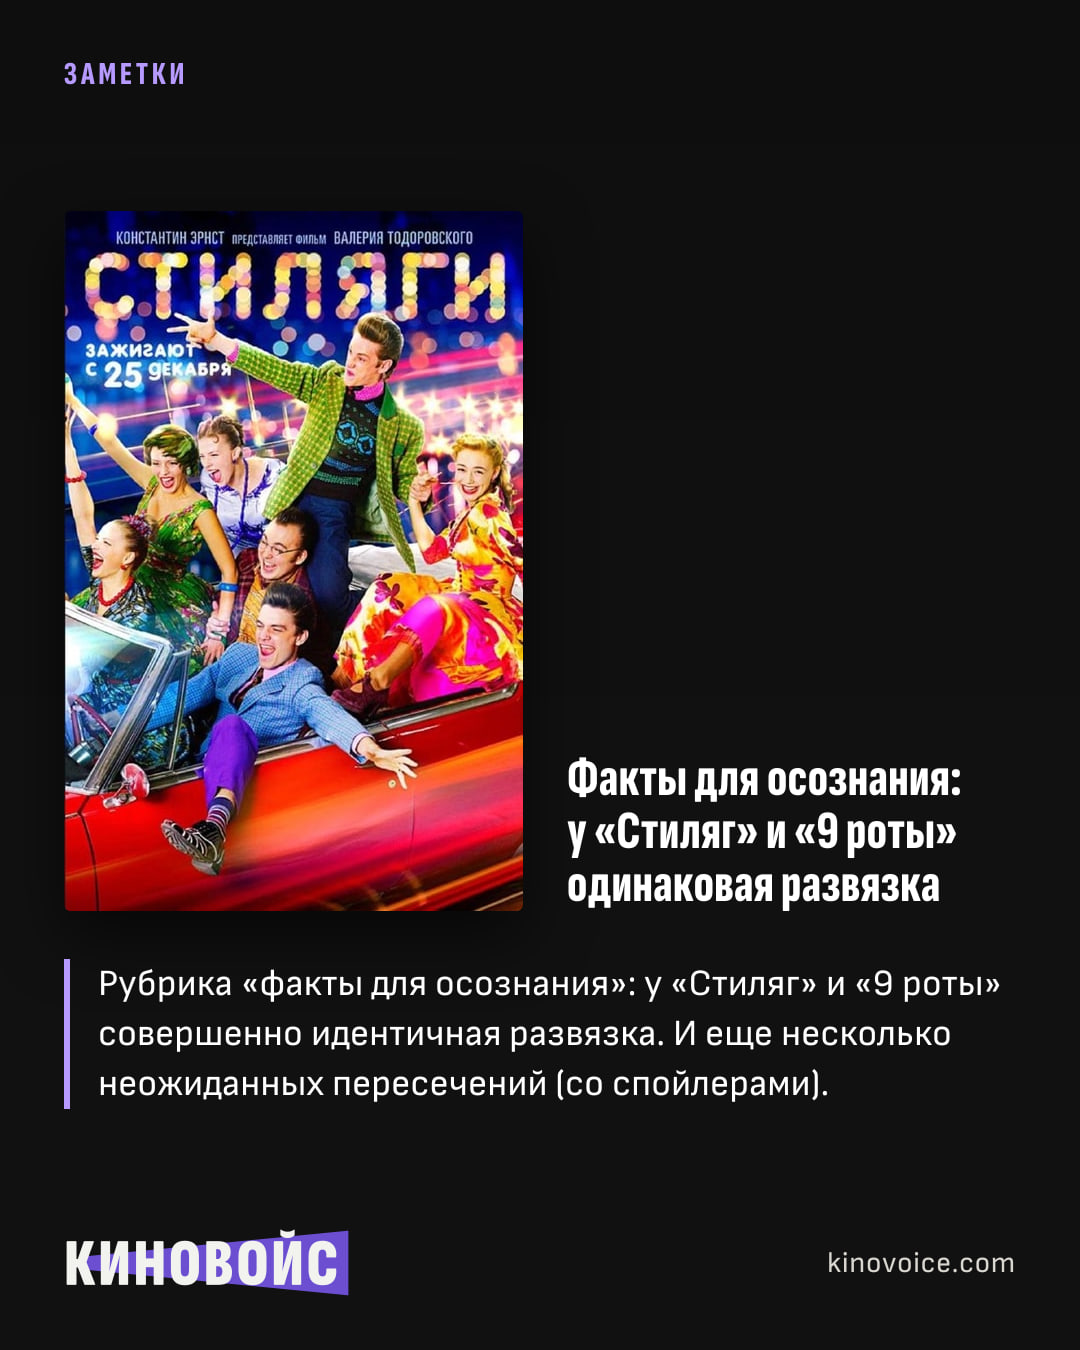 ЗАМЕТКИ
КОНСТАНТИН ЭРНСТ ПРЕДСТАВЛЯЕТ ФИЛЬМ ВАЛЕРИЯ ТОДОРОВСКОГО
СТИЛЯГИ
ЗАЖИГАЮТ
С 25 ДЕКАБРЯ
Факты для осознания:
у «Стиляг» и «9 роты»
одинаковая развязка
Рубрика «факты для осознания»: у «Стиляг» и «9 роты»
совершенно идентичная развязка. И еще несколько
неожиданных пересечений (со спойлерами).
КИНОВОЙС
kinovoice.com